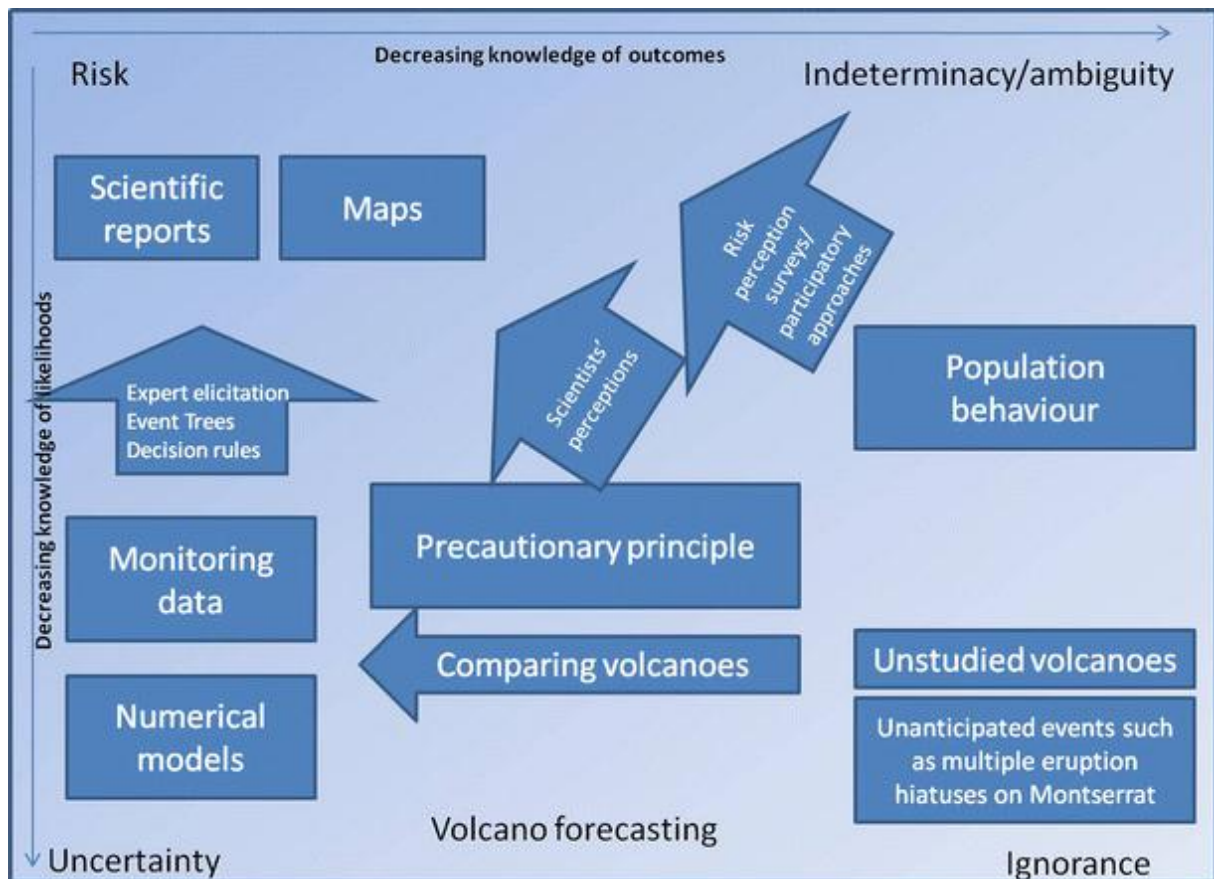 Decreasing knowledge of outcomes
Risk
Indeterminacy/ambiguity
Scientific
reports
Maps
Risk
perception
surveys/
participatory
approaches
Scientists'
perceptions
Population
behaviour
Decreasing knowledge of likelihoods
Expert elicitation
Event Trees
Decision rules
Precautionary principle
Monitoring
data
Comparing volcanoes
Unstudied volcanoes
Numerical
models
Unanticipated events such
as multiple eruption
hiatuses on Montserrat
Volcano forecasting
Uncertainty
Ignorance